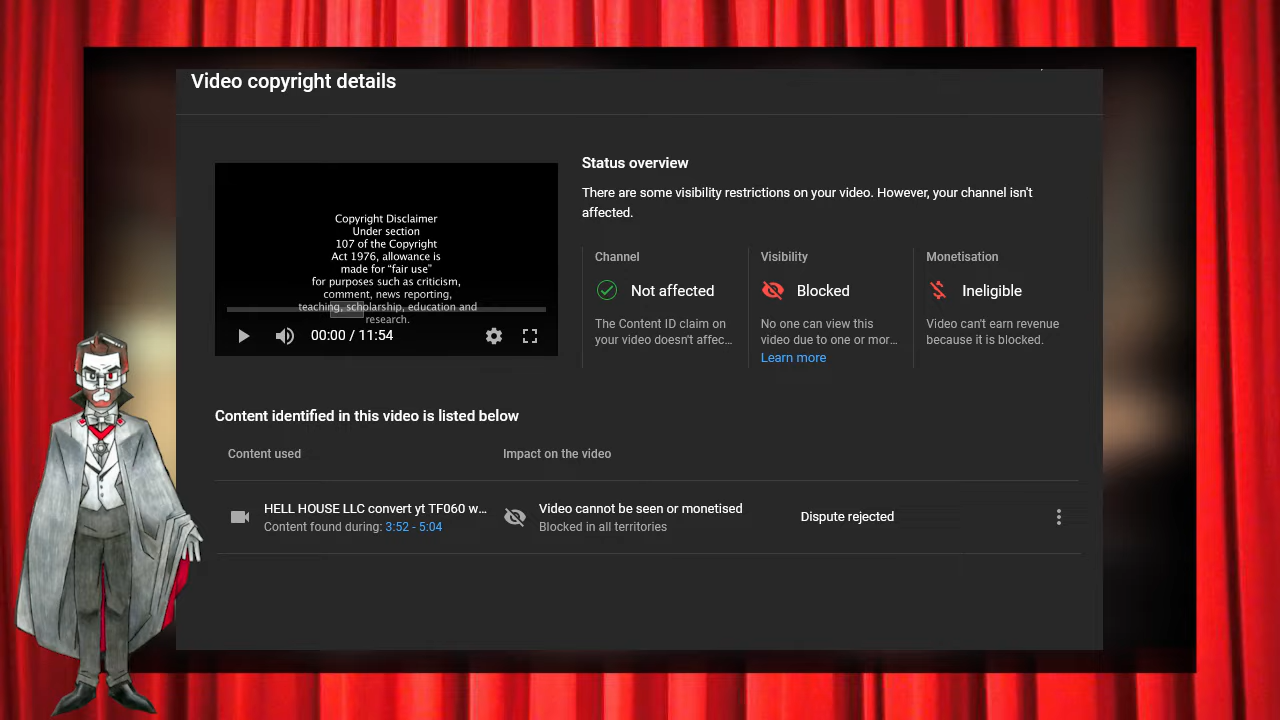 Video copyright details
Copyright Disclaimer
Under section
107 of the Copyright
Act 1976, allowance is
made for "fair use"
for purposes such as criticism,
comment, news reporting,
teaching, scholarship, education and
research.
00:00 / 11:54
Status overview
There are some visibility restrictions on your video. However, your channel isn't
affected.
Channel
Not affected
The Content ID claim on
your video doesn't affec...
Visibility
Blocked
No one can view this
video due to one or mor...
Learn more
Monetisation
Ineligible
Video can't earn revenue
because it is blocked.
Content identified in this video is listed below
Content used
Impact on the video
HELL HOUSE LLC convert yt TF060 w...
Content found during: 3:52 - 5:04
Video cannot be seen or monetised
Blocked in all territories
Dispute rejected